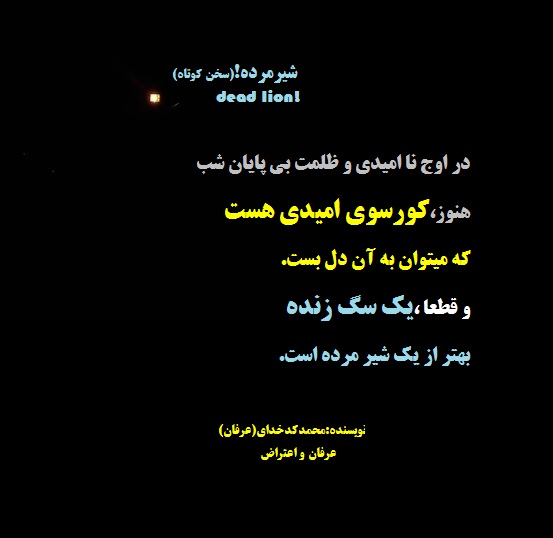 شیرمرده!(سخن کوتاه)
dead lion!
در اوج نا امیدی و ظلمت بی پایان شب
هنوز،کورسوی امیدی هست
که میتوان به آن دل بست.
و قطعا ،یک سگ زنده
بهتر از یک شیر مرده است.
نویسنده:محمدکدخدای(عرفان)
عرفان و اعتراض